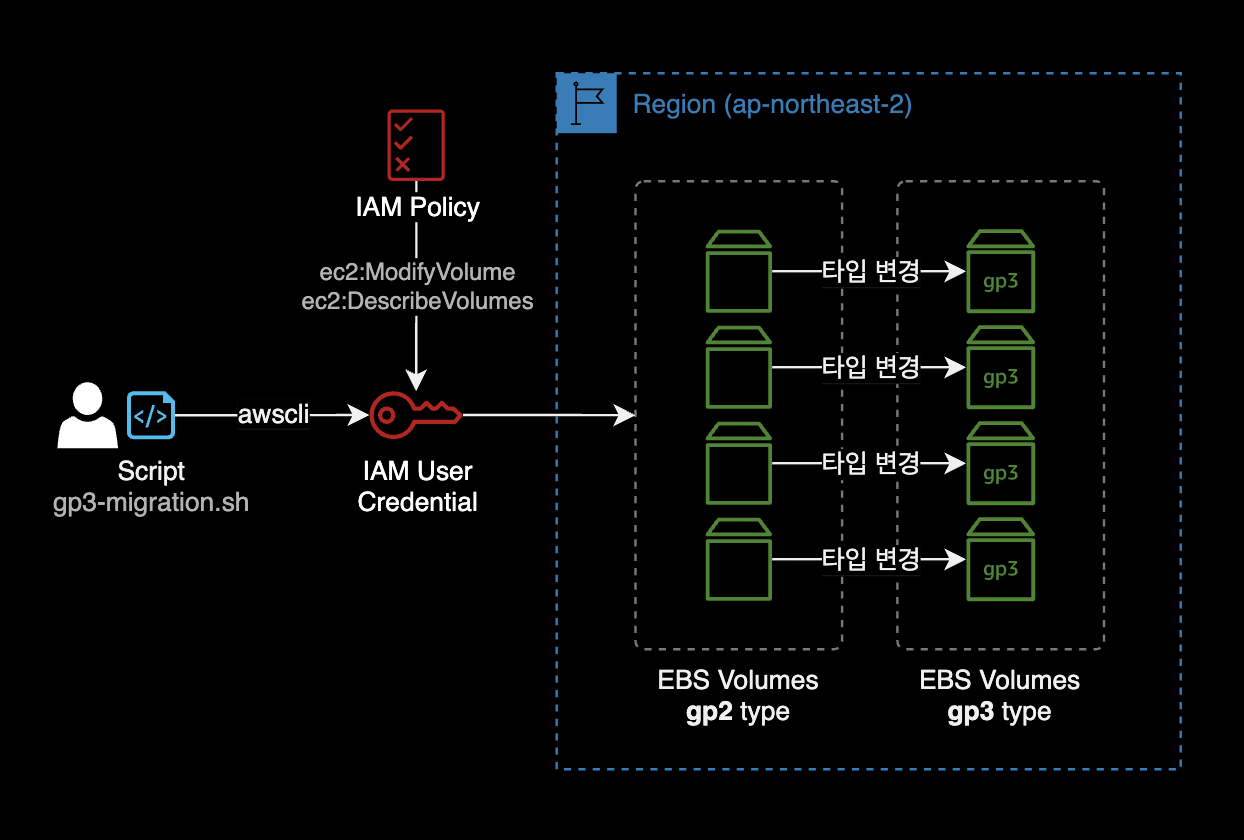 Region (ap-northeast-2)
IAM Policy
ec2:ModifyVolume
ec2:DescribeVolumes
awscli
Script
gp3-migration.sh
</>
IAM User
Credential
타입 변경
gp3
타입 변경
gp3
타입 변경
gp3
타입 변경
gp3
EBS Volumes
gp2 type
EBS Volumes
gp3 type